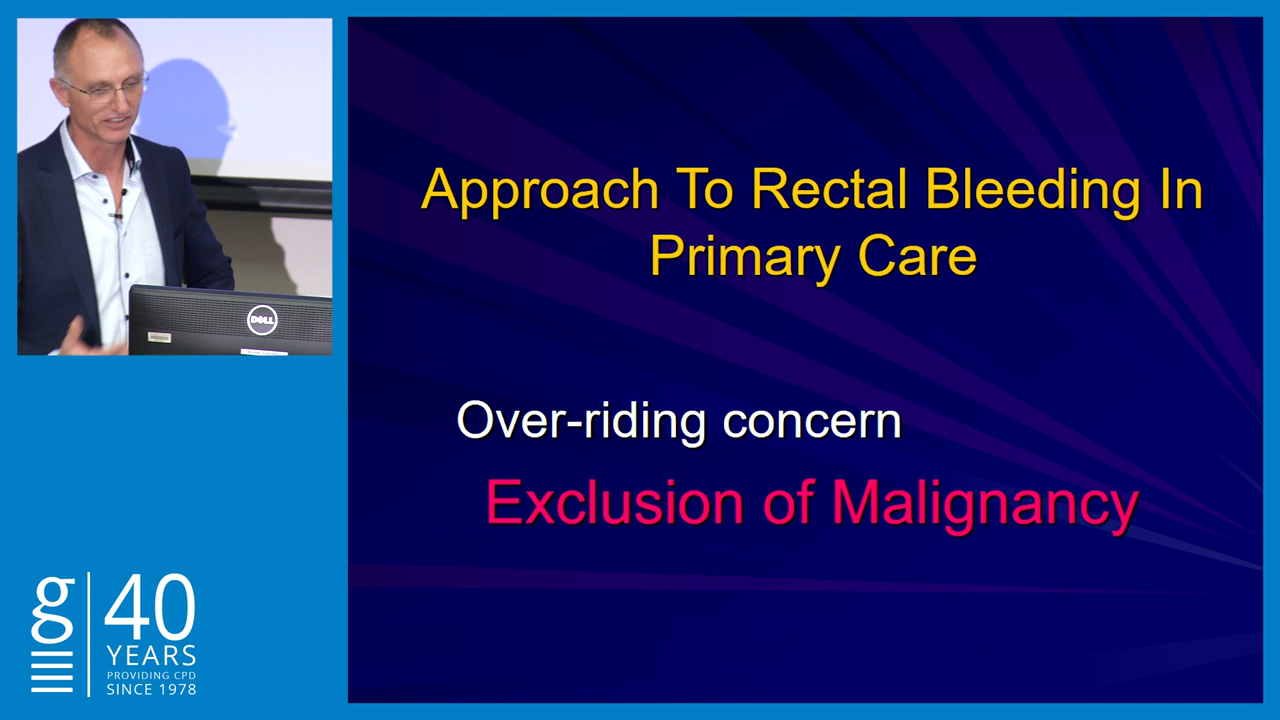 Approach To Rectal Bleeding In
Primary Care
Over-riding concern
Exclusion of Malignancy
DELL
g
40
YEARS
PROVIDING CPD
SINCE 1978